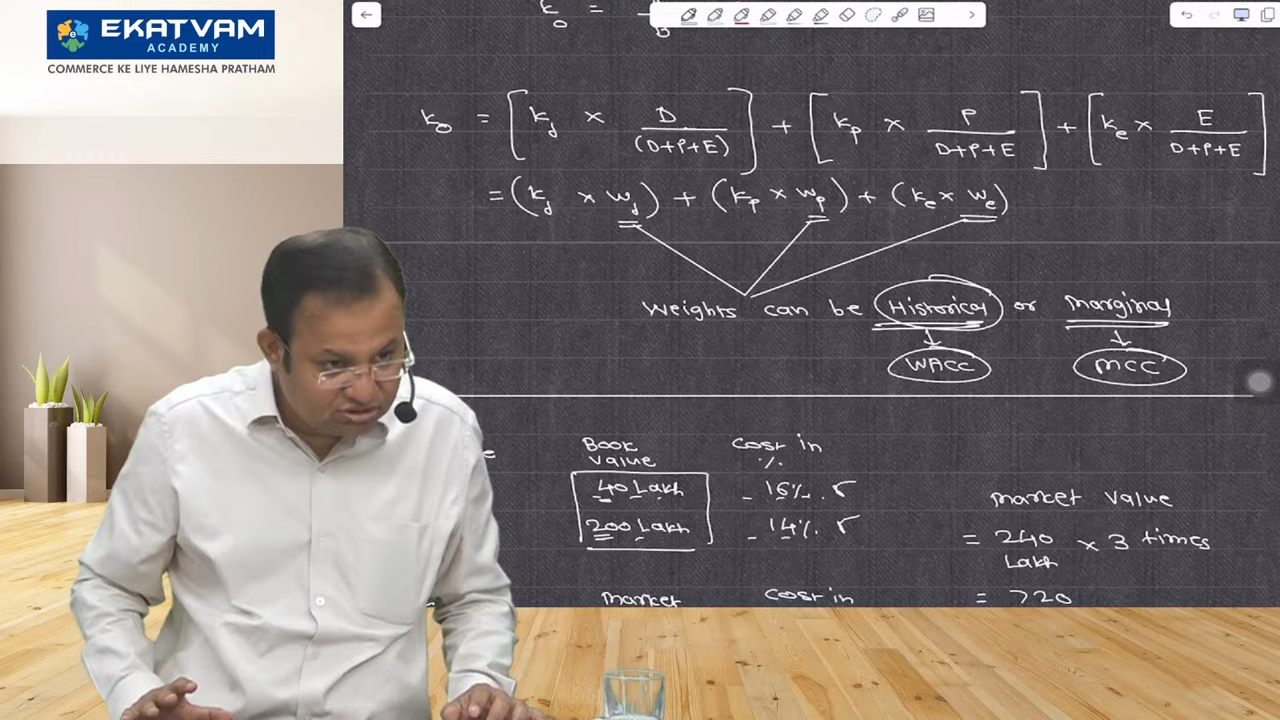 EKATVAM
ACADEMY
COMMERCE KE LIYE HAMESHA PRATHAM
k₀ =
k₀ = [kd × D/(D+P+E)] + [kp × P/D+P+E] + [ke × E/D+P+E]
= (kd × wd) + (kp × wp) + (ke × we)
Weights can be Historical or Marginal
WACC MCC
Book Value Cost in %
40 Lakh - 15%.
200 Lakh - 14%.
Market Value
= 240 Lakh × 3 times
= 720
Market Cost in